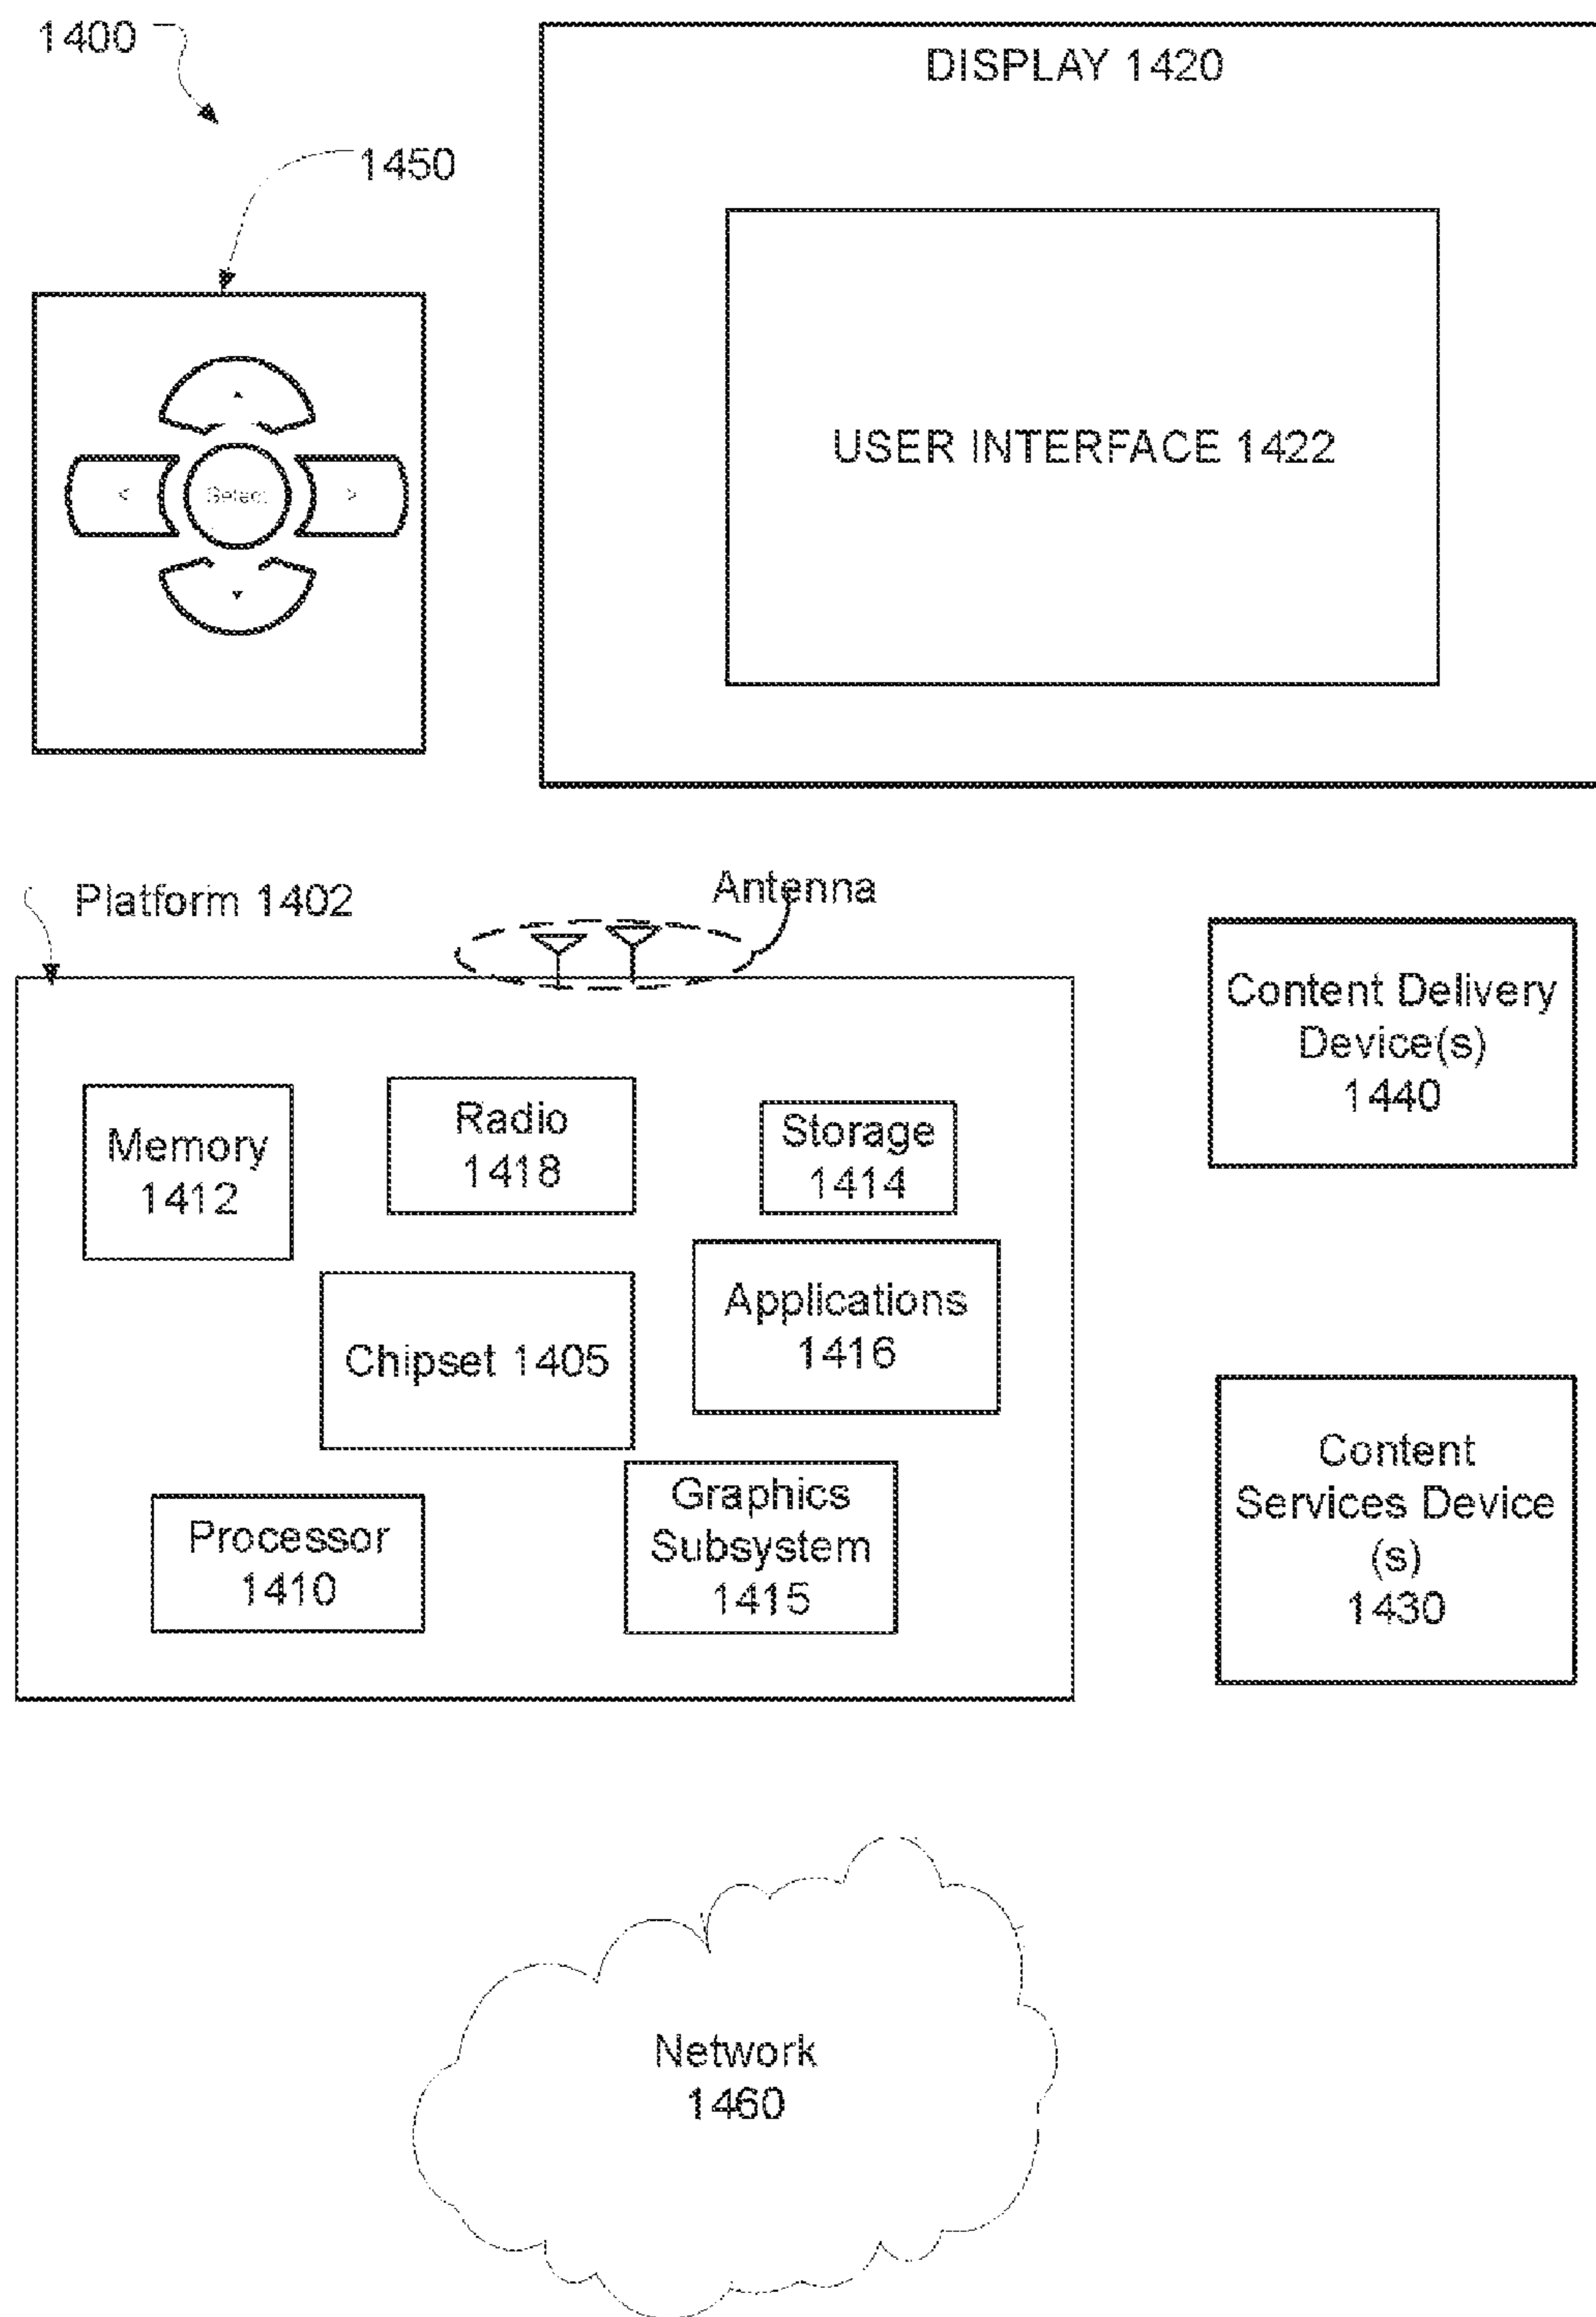 1400
DISPLAY 1420
1450
USER INTERFACE 1422
<
Select
>
Platform 1402
Antenna
Content Delivery
Device(s)
1440
Memory
1412
Radio
1418
Storage
1414
Chipset 1405
Applications
1416
Processor
1410
Graphics
Subsystem
1415
Content
Services Device
(s)
1430
Network
1460